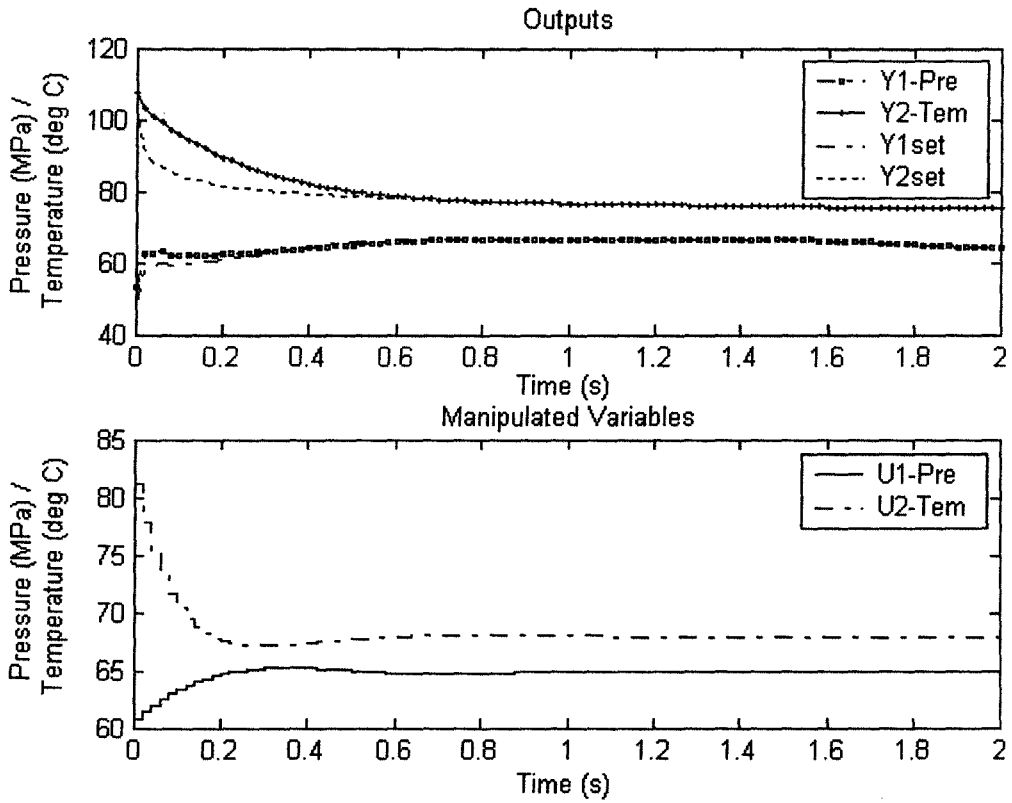 Outputs
Pressure (MPa) /
Temperature (deg C)
120
100
80
60
40
Y1-Pre
Y2-Tem
Y1set
Y2set
0 0.2 0.4 0.6 0.8 1 1.2 1.4 1.6 1.8 2
Time (s)
Manipulated Variables
Pressure (MPa) /
Temperature (deg C)
85
80
75
70
65
60
U1-Pre
U2-Tem
0 0.2 0.4 0.6 0.8 1 1.2 1.4 1.6 1.8 2
Time (s)